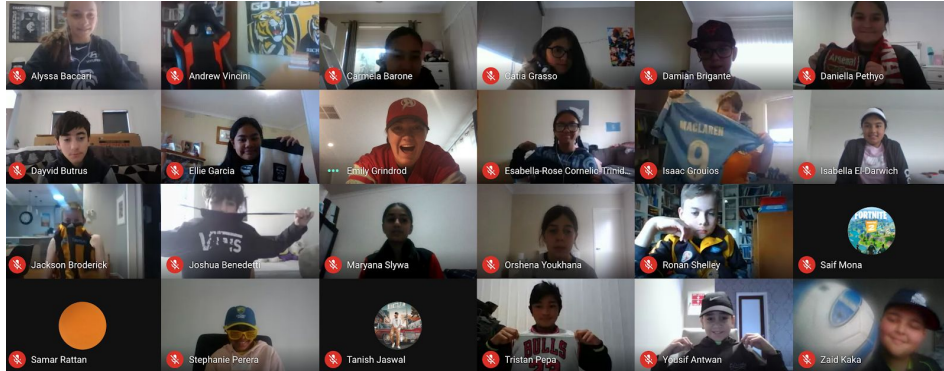 GO TIGERS
Alyssa Baccari
Andrew Vincini
Carmela Barone
Catia Grasso
Damian Brigante
Daniella Pethyo
Dayvid Butrus
Ellie Garcia
Emily Grindrod
Esabella-Rose Cornelio-Trinid...
MACLAREN
9
Isaac Grouios
Isabella El-Darwich
Jackson Broderick
VANS
Joshua Benedetti
Maryana Slywa
Orshena Youkhana
Ronan Shelley
FORTNITE
Saif Mona
Samar Rattan
Stephanie Perera
Tanish Jaswal
BULLS
Tristan Pepa
Yousif Antwan
Zaid Kaka